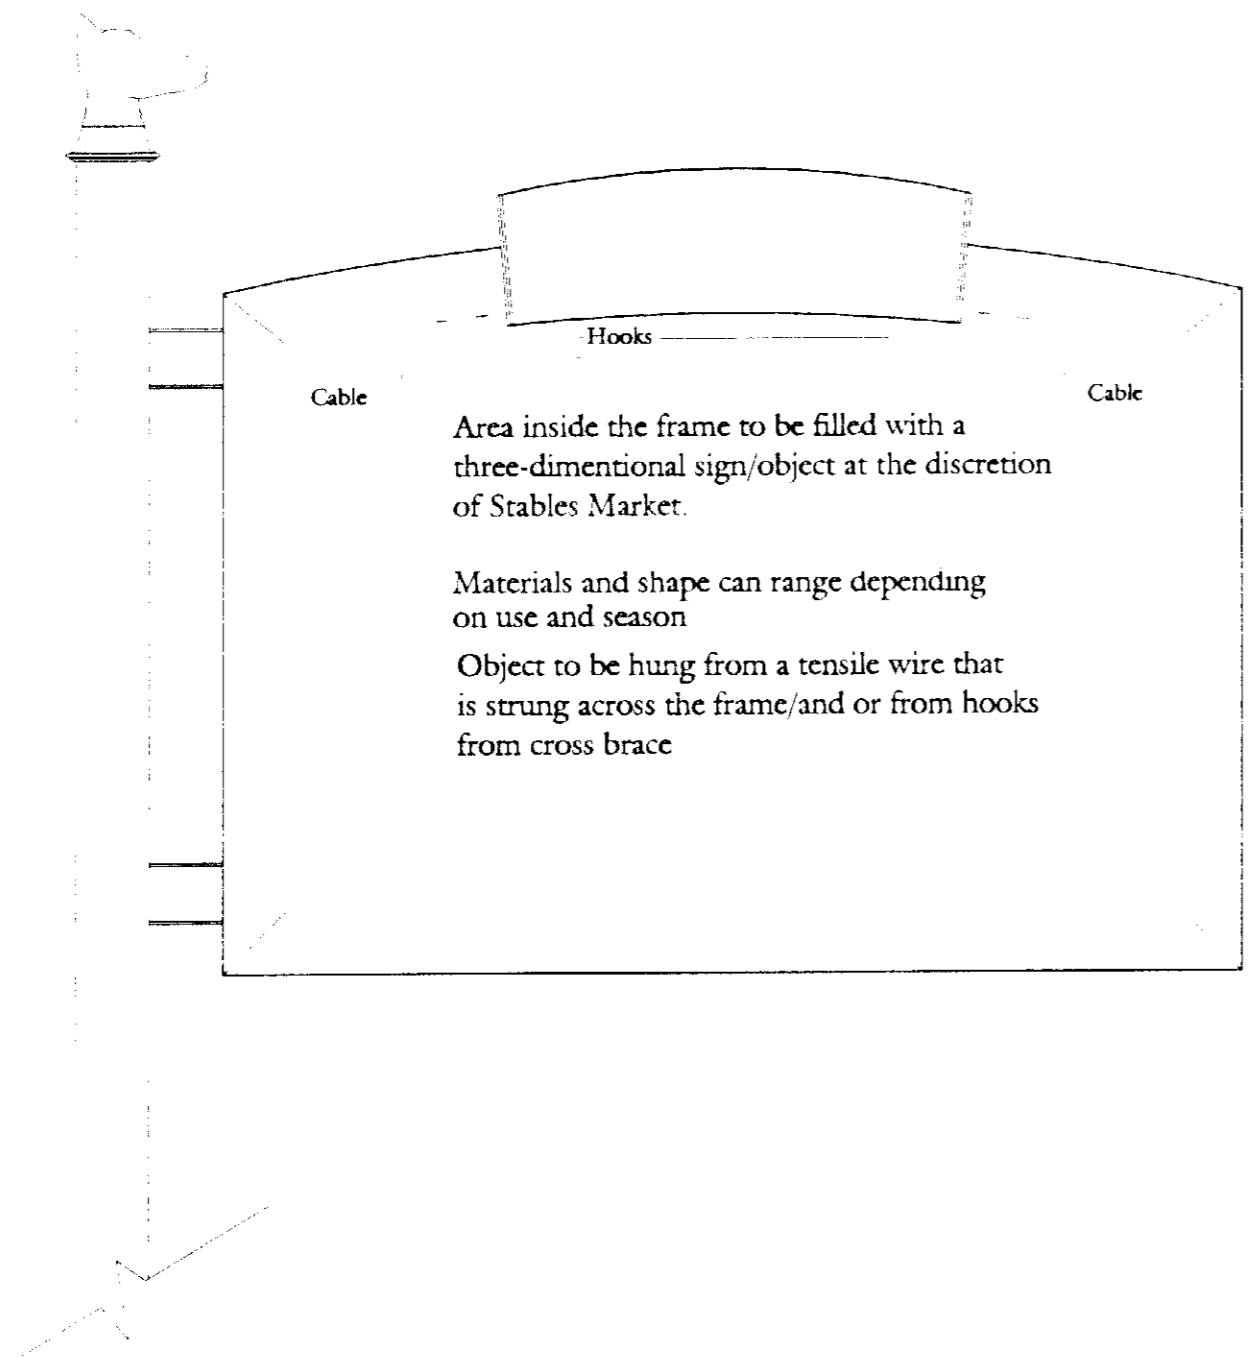 Hooks
Cable
Cable
Area inside the frame to be filled with a
three-dimentional sign/object at the discretion
of Stables Market.
Materials and shape can range depending
on use and season
Object to be hung from a tensile wire that
is strung across the frame/and or from hooks
from cross brace